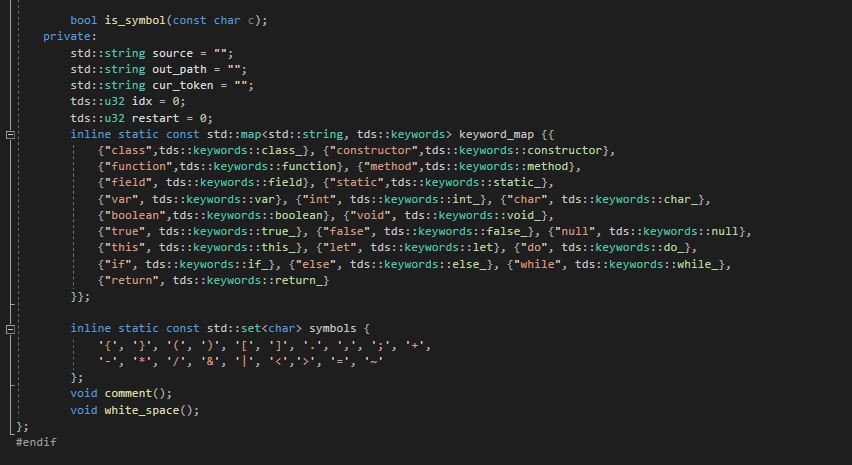 bool is_symbol(const char c);
private:
std::string source = "";
std::string out_path = "";
std::string cur_token = "";
tds::u32 idx = 0;
tds::u32 restart = 0;
inline static const std::map<std::string, tds::keywords> keyword_map {{
{"class",tds::keywords::class_}, {"constructor",tds::keywords::constructor},
{"function",tds::keywords::function}, {"method",tds::keywords::method},
{"field", tds::keywords::field}, {"static",tds::keywords::static_},
{"var", tds::keywords::var}, {"int", tds::keywords::int_}, {"char", tds::keywords::char_},
{"boolean",tds::keywords::boolean}, {"void", tds::keywords::void_},
{"true", tds::keywords::true_}, {"false", tds::keywords::false_}, {"null", tds::keywords::null},
{"this", tds::keywords::this_}, {"let", tds::keywords::let}, {"do", tds::keywords::do_},
{"if", tds::keywords::if_}, {"else", tds::keywords::else_}, {"while", tds::keywords::while_},
{"return", tds::keywords::return_}
}};
inline static const std::set<char> symbols {
'{', '}', '(', ')', '[', ']', '.', ',', ';', '+',
'-', '*', '/', '&', '|', '<','>', '=', '~'
};
void comment();
void white_space();
};
#endif